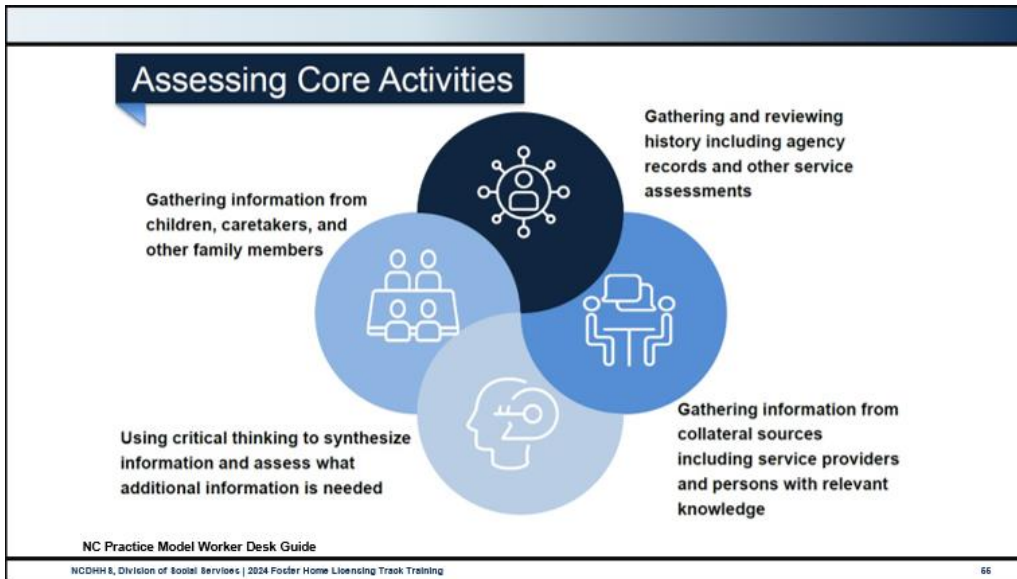 Assessing Core Activities
Gathering and reviewing
history including agency
records and other service
assessments
Gathering information from
children, caretakers, and
other family members
Using critical thinking to synthesize
information and assess what
additional information is needed
Gathering information from
collateral sources
including service providers
and persons with relevant
knowledge
NC Practice Model Worker Desk Guide
NCDHHS, Division of Social Services | 2024 Foster Home Licensing Track Training
66